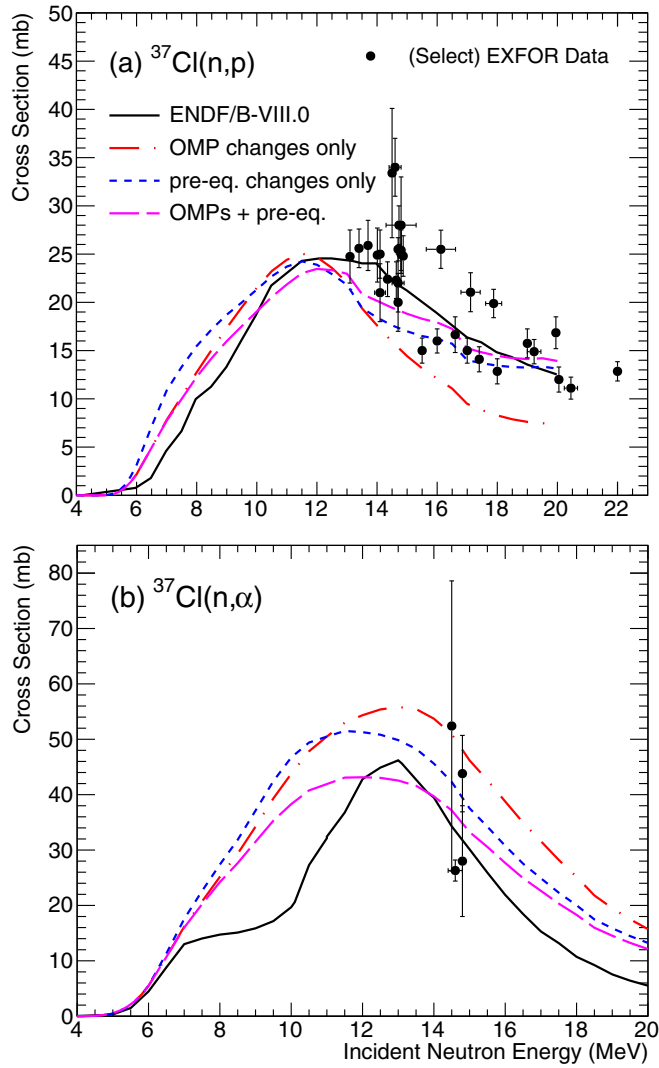 Cross Section (mb)
50
45
40
35
30
25
20
15
10
5
0
(a) ³⁷Cl(n,p)
(Select) EXFOR Data
ENDF/B-VIII.0
OMP changes only
pre-eq. changes only
OMPs + pre-eq.
4 6 8 10 12 14 16 18 20 22
Cross Section (mb)
80
70
60
50
40
30
20
10
0
(b) ³⁷Cl(n,α)
4 6 8 10 12 14 16 18 20
Incident Neutron Energy (MeV)